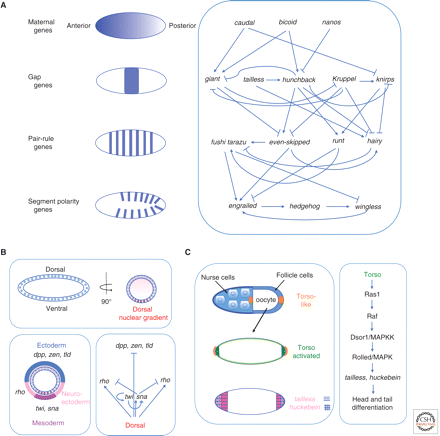 A
Maternal genes
Anterior
Posterior
Gap genes
Pair-rule genes
Segment polarity genes
caudal bicoid nanos
giant tailless hunchback Kruppel knirps
fushi tarazu even-skipped runt hairy
engrailed hedgehog wingless
B
Dorsal
Ventral
90°
Dorsal
nuclear gradient
Ectoderm
dpp, zen, tld
rho
Neuro-
ectoderm
twi, sna
Mesoderm
dpp, zen, tld
rho rho
twi sna
Dorsal
C
Nurse cells
Follicle cells
oocyte
Torso-
like
Torso
activated
tailless
huckebein
Torso
Ras1
Raf
Dsor1/MAPKK
Rolled/MAPK
tailless, huckebein
Head and tail
differentiation
CSH